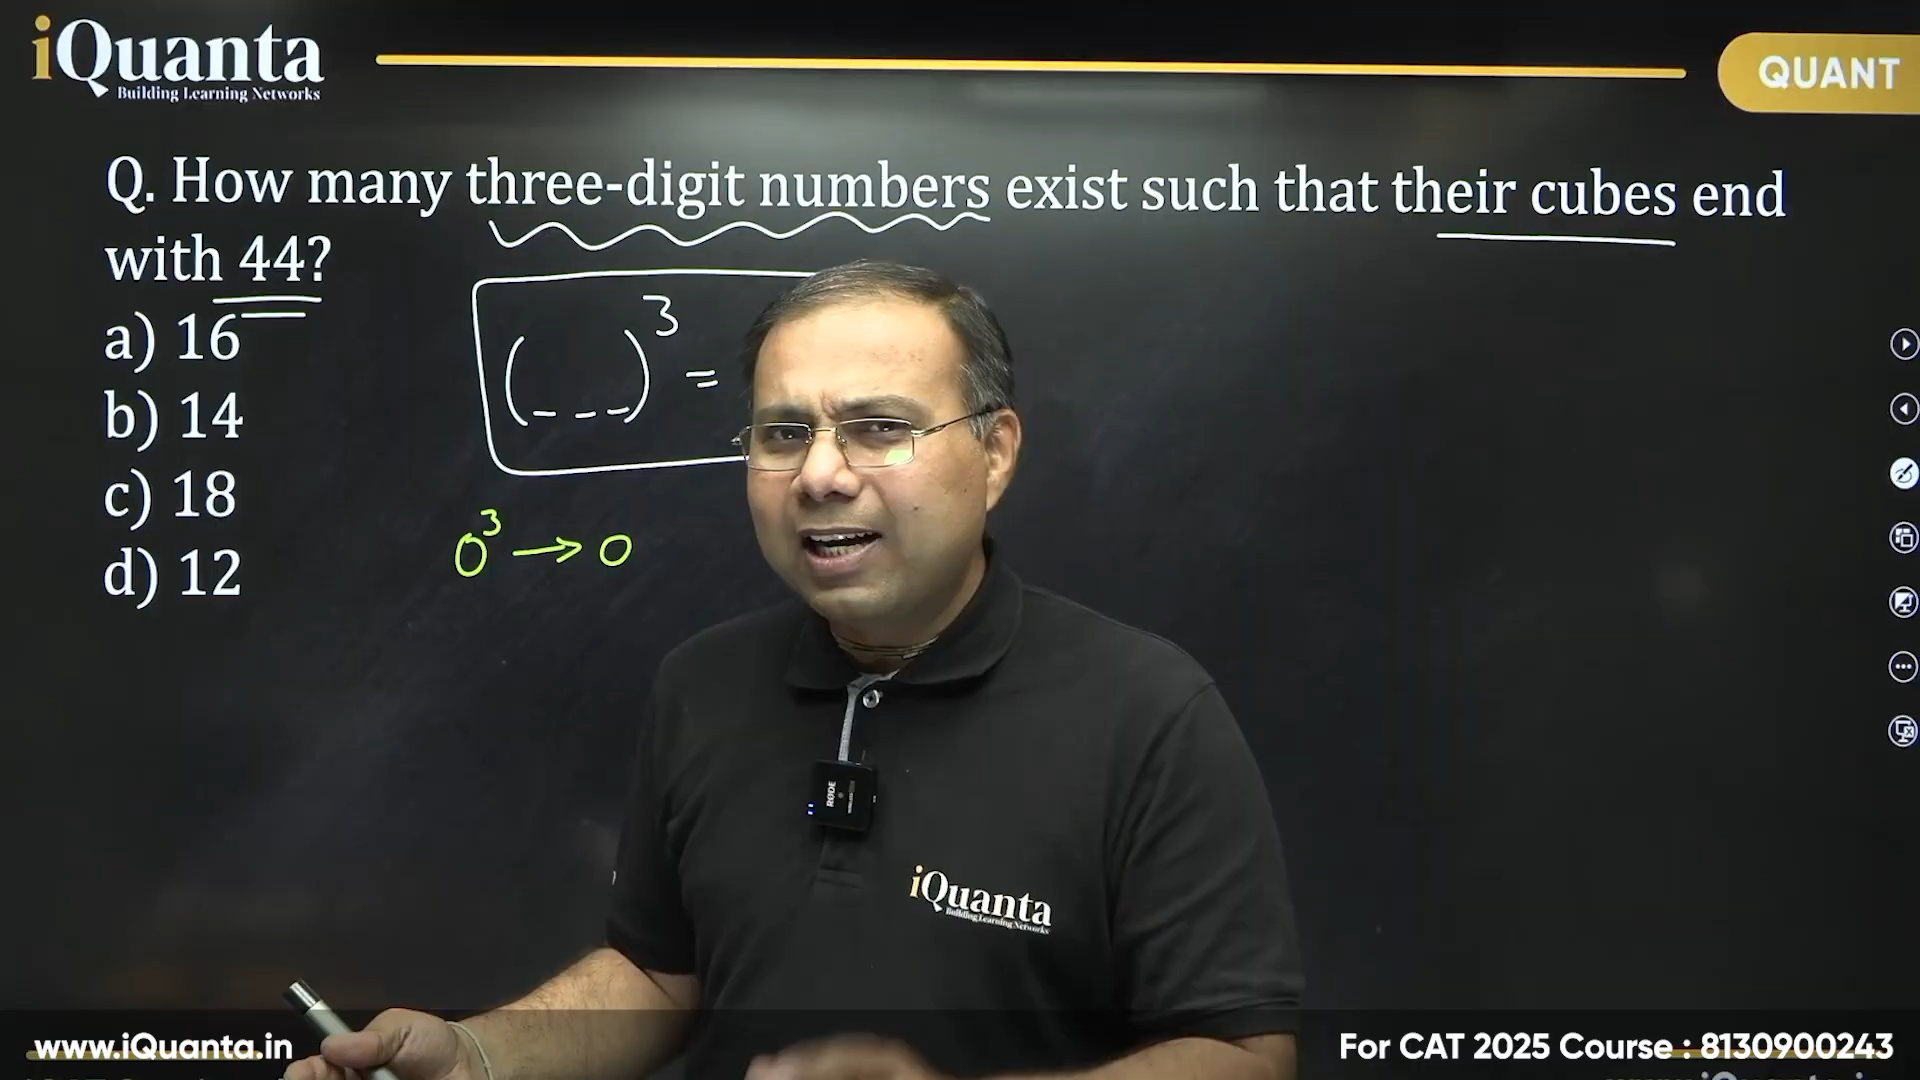 iQuanta
Building Learning Networks
QUANT
Q. How many three-digit numbers exist such that their cubes end
with 44?
a) 16
b) 14
c) 18
d) 12
(_ _ _)³ =
0³ → 0
RODE
iQuanta
Building Learning Networks
www.iQuanta.in
For CAT 2025 Course : 8130900243